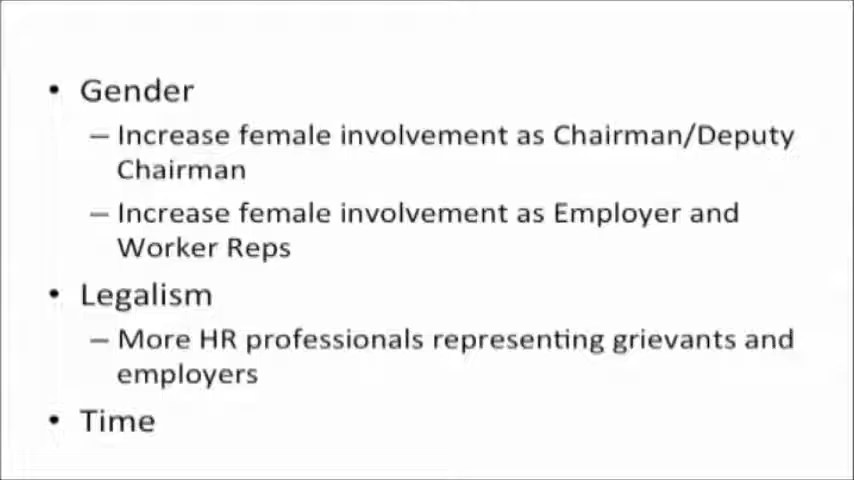 • Gender
– Increase female involvement as Chairman/Deputy
Chairman
– Increase female involvement as Employer and
Worker Reps
• Legalism
– More HR professionals representing grievants and
employers
• Time